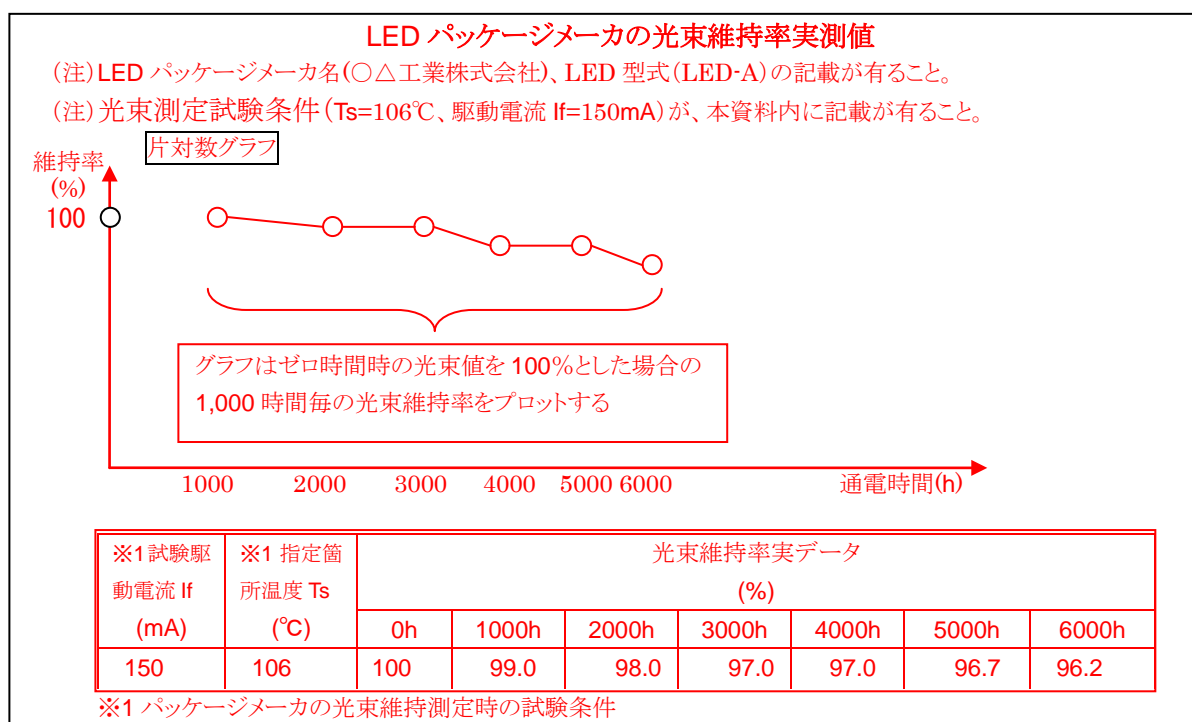 LED パッケージメーカの光束維持率実測値
(注)LED パッケージメーカ名(○△工業株式会社)、LED 型式(LED-A)の記載が有ること。
(注)光束測定試験条件(Ts=106℃、駆動電流 If=150mA)が、本資料内に記載が有ること。
片対数グラフ
維持率
(%)
100
グラフはゼロ時間時の光束値を 100%とした場合の
1,000 時間毎の光束維持率をプロットする
1000 2000 3000 4000 5000 6000 通電時間(h)
※1試験駆動電流 If (mA) ※1 指定箇所温度 Ts (℃) 光束維持率実データ (%)
0h 1000h 2000h 3000h 4000h 5000h 6000h
150 106 100 99.0 98.0 97.0 97.0 96.7 96.2
※1 パッケージメーカの光束維持測定時の試験条件